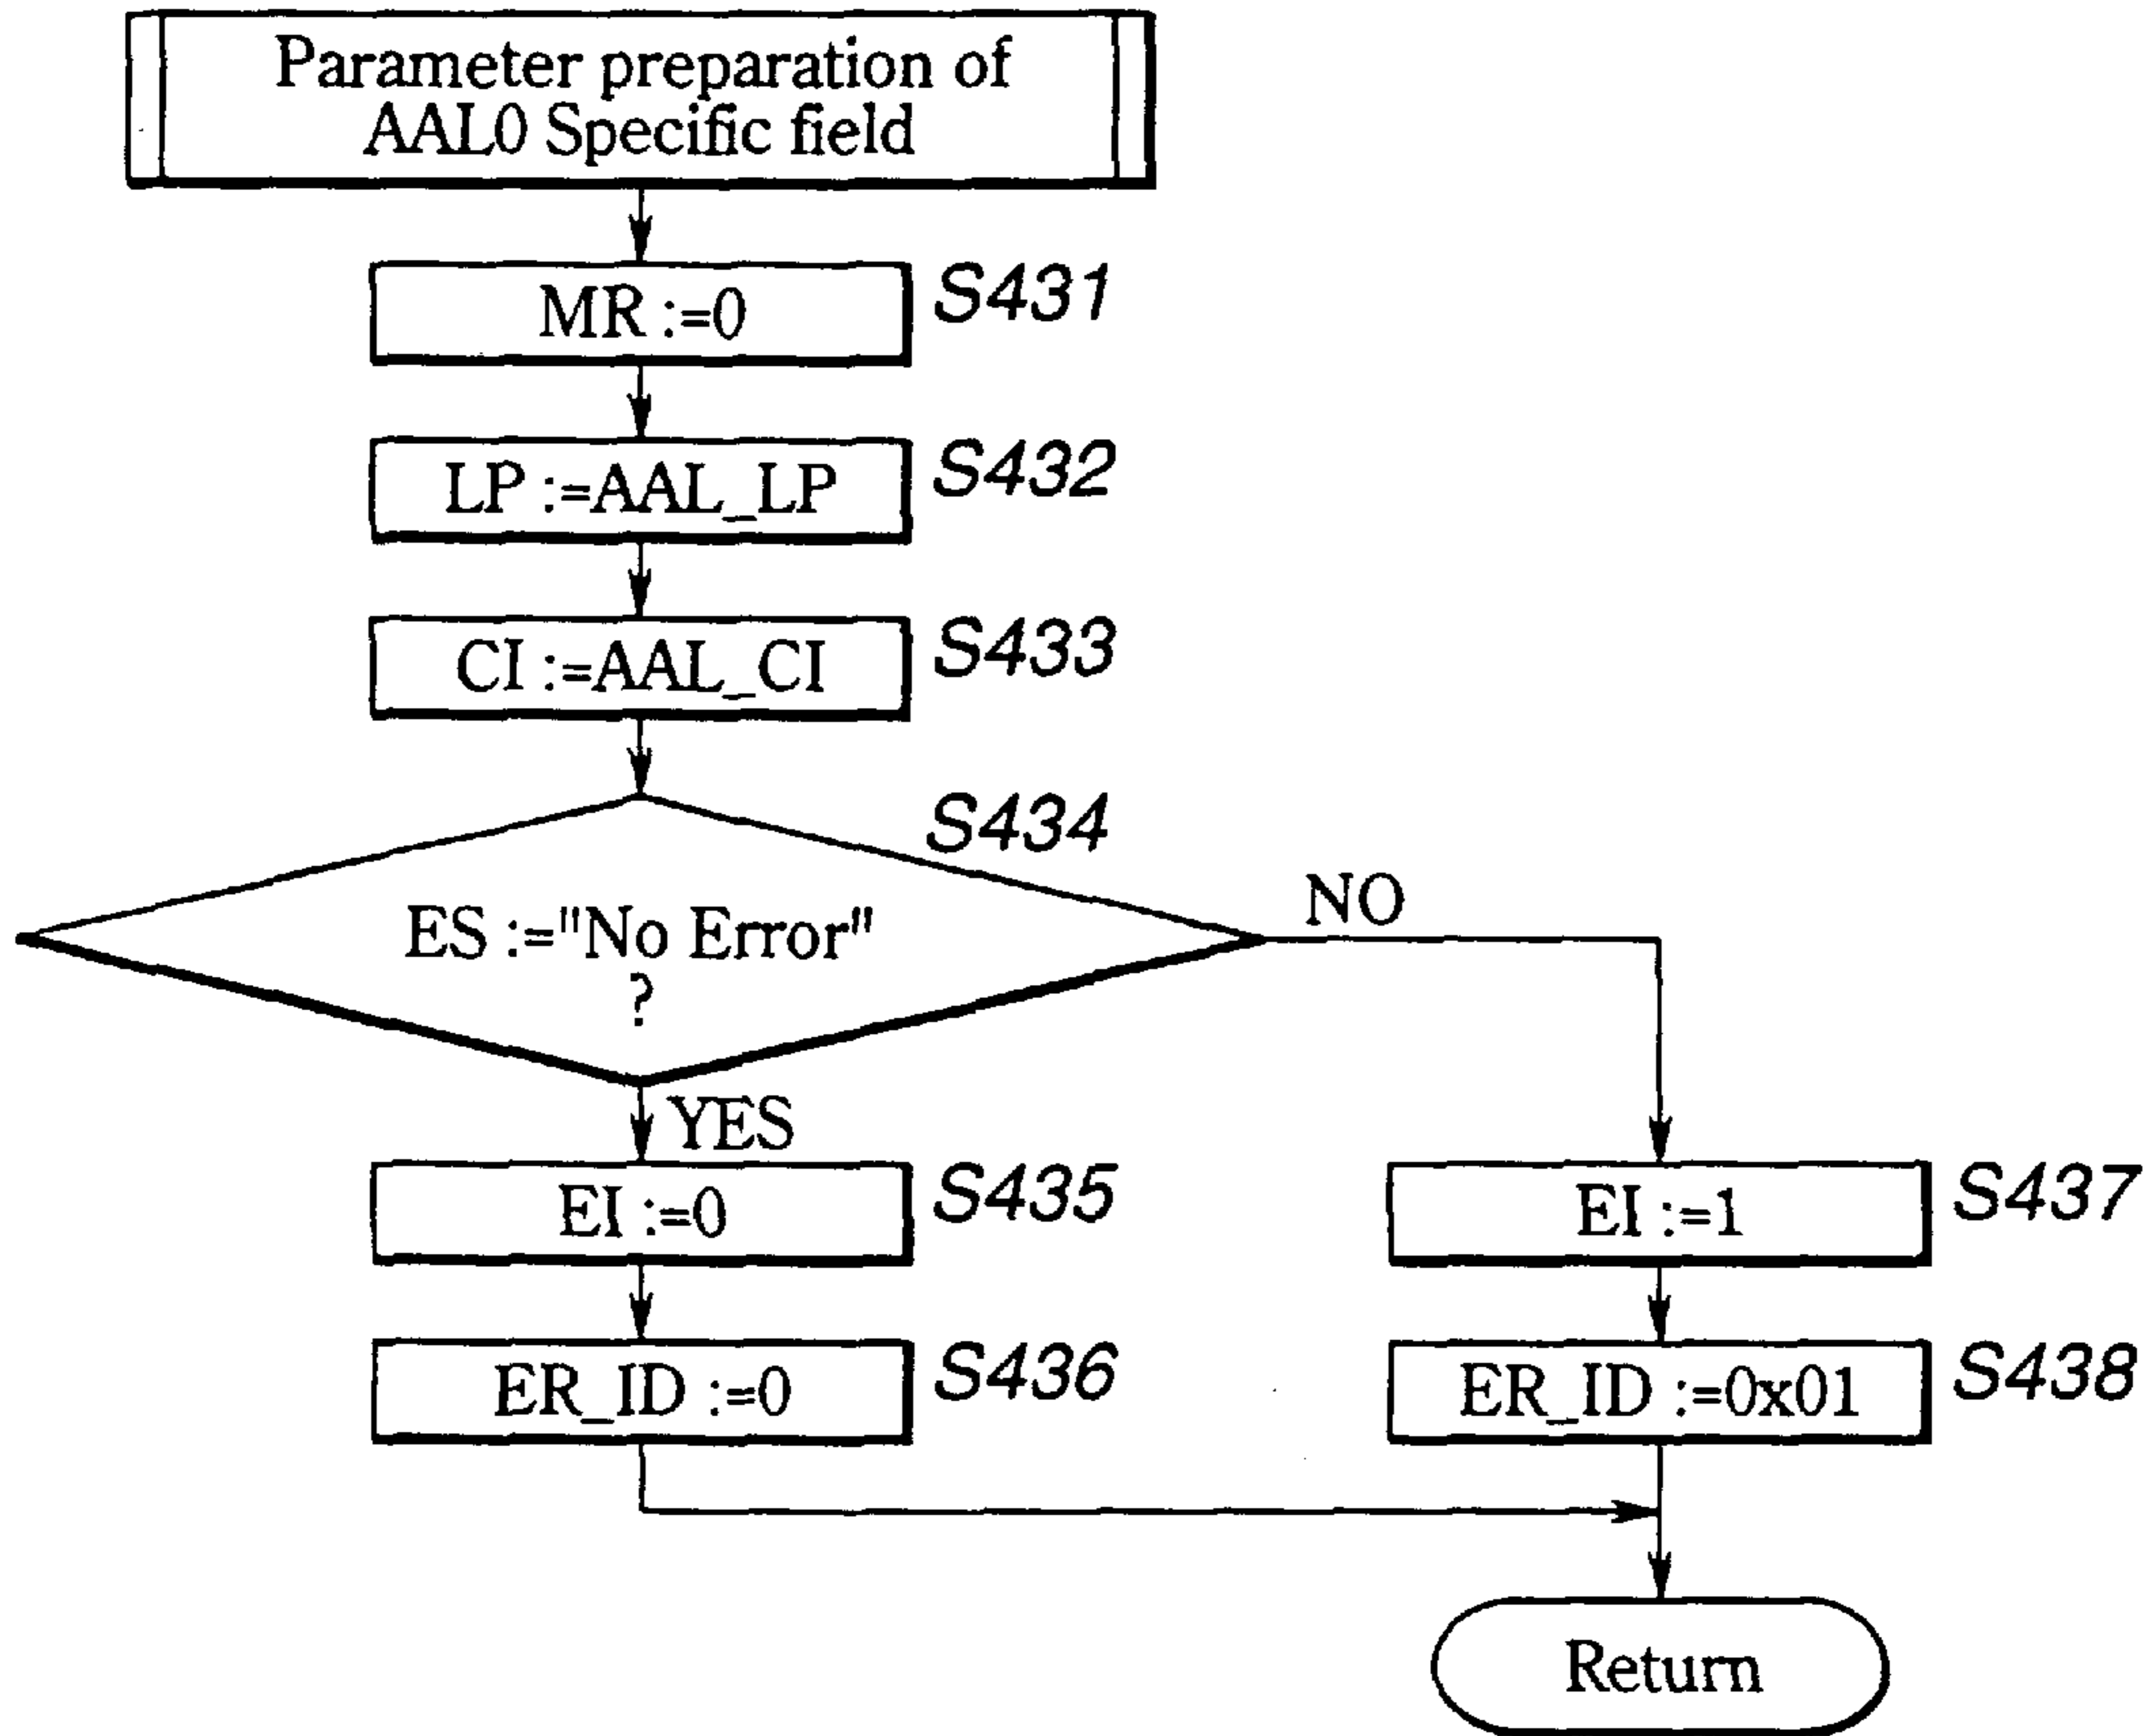 Parameter preparation of
AAL0 Specific field
MR :=0
S431
LP :=AAL_LP
S432
CI :=AAL_CI
S433
S434
ES :="No Error"
?
NO
YES
EI :=0
S435
EI :=1
S437
ER_ID :=0
S436
ER_ID :=0x01
S438
Return